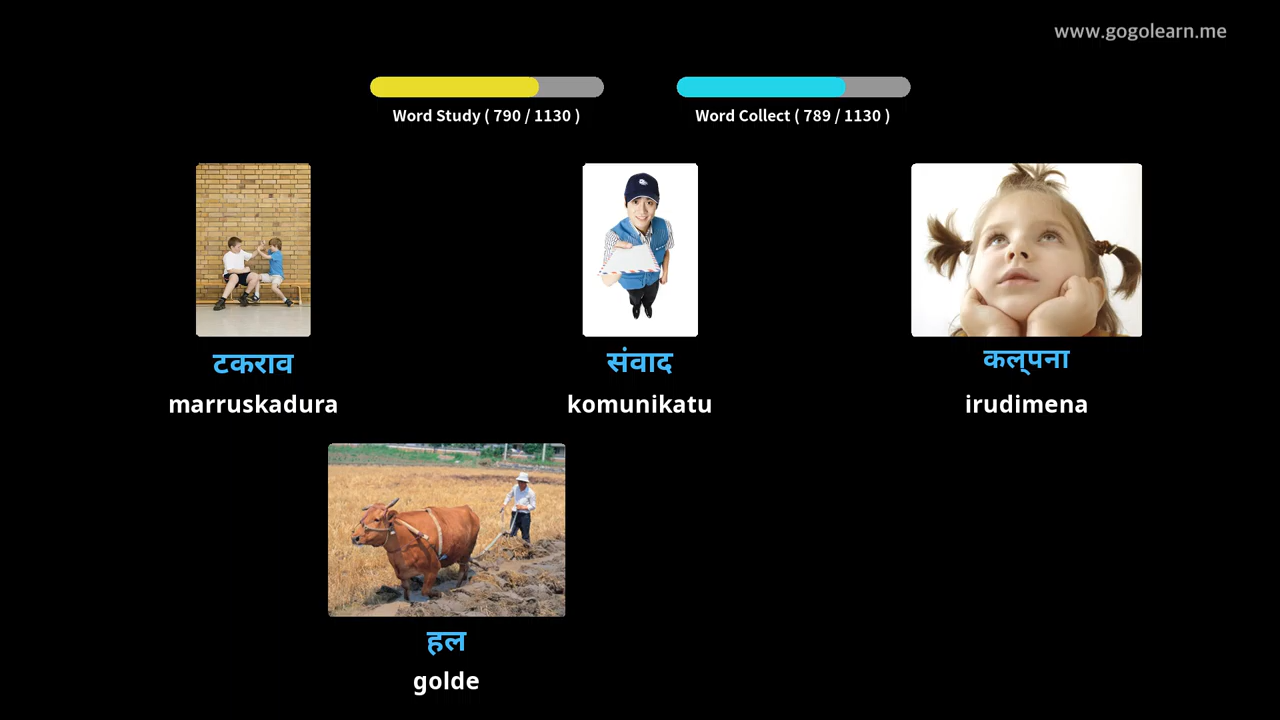 www.gogolearn.me
Word Study ( 790 / 1130 )
Word Collect ( 789 / 1130 )
टकराव
marruskadura
संवाद
komunikatu
कल्‍पना
irudimena
हल
golde